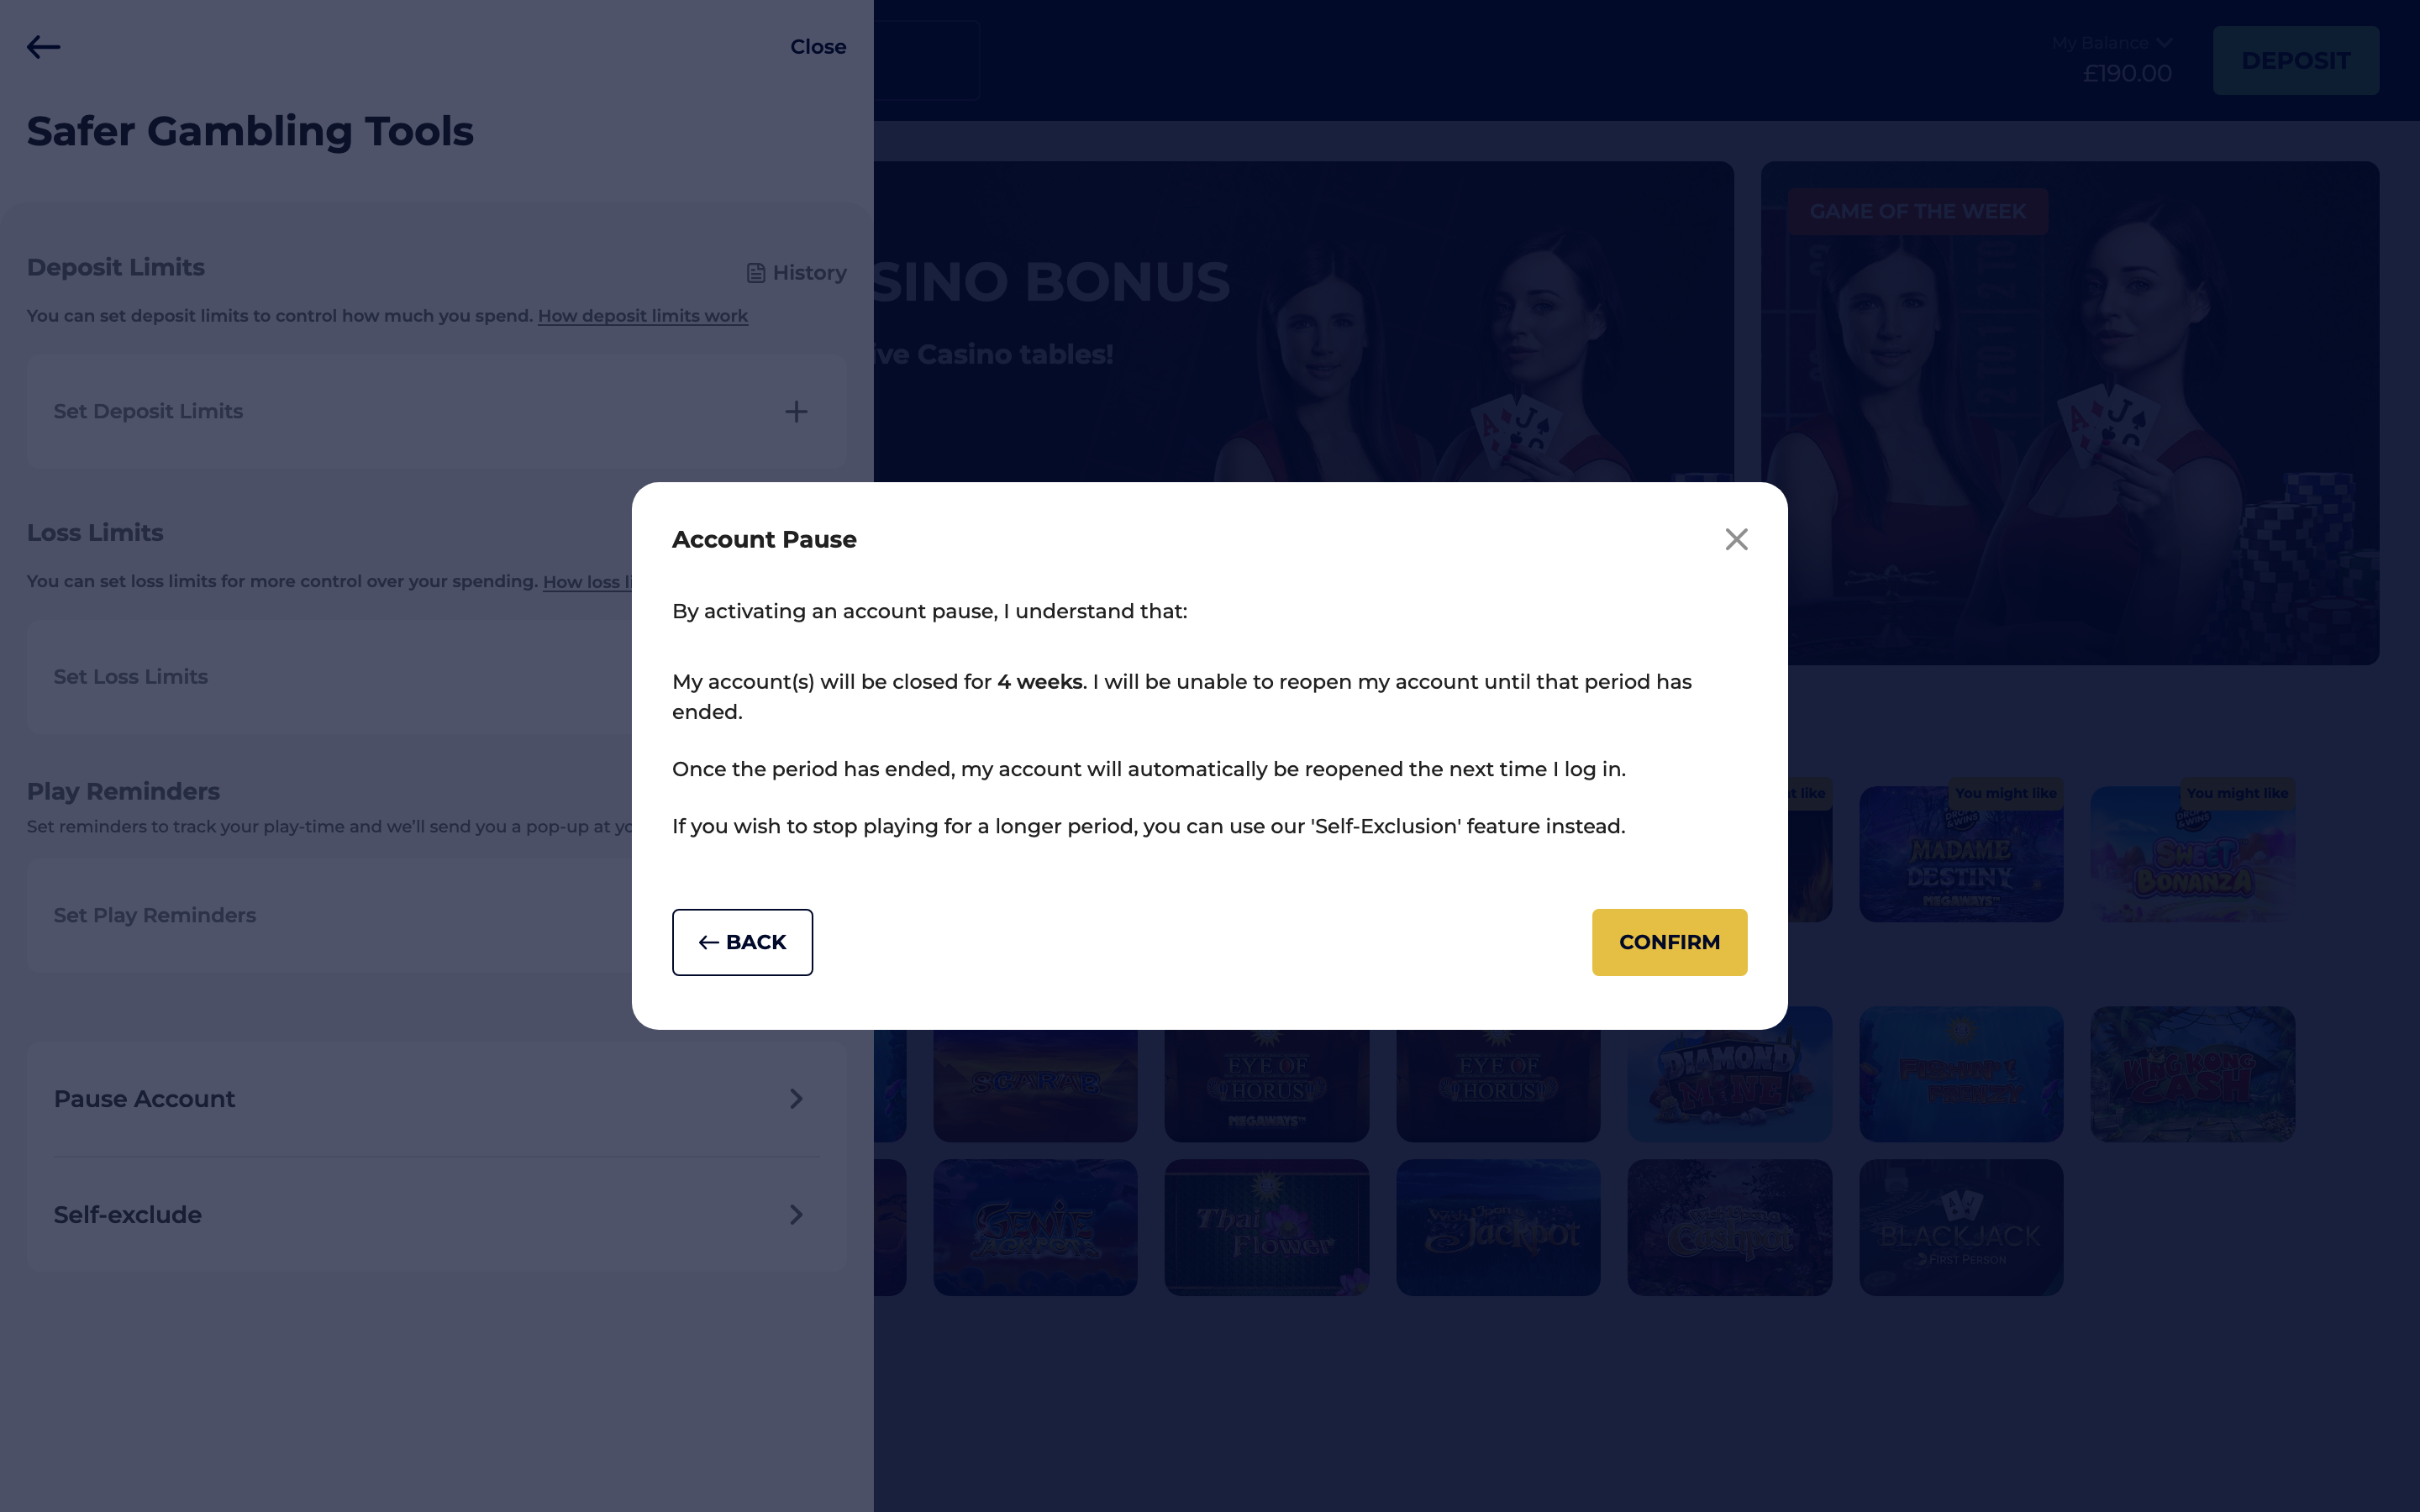 Close
Safer Gambling Tools
Deposit Limits
History
You can set deposit limits to control how much you spend. How deposit limits work
Set Deposit Limits
Loss Limits
You can set loss limits for more control over your spending. How loss li
Set Loss Limits
Play Reminders
Set reminders to track your play-time and we'll send you a pop-up at yo
Set Play Reminders
Pause Account
Self-exclude
My Balance
£190.00
DEPOSIT
SINO BONUS
ive Casino tables!
GAME OF THE WEEK
Account Pause
By activating an account pause, I understand that:
My account(s) will be closed for 4 weeks. I will be unable to reopen my account until that period has
ended.
Once the period has ended, my account will automatically be reopened the next time I log in.
If you wish to stop playing for a longer period, you can use our 'Self-Exclusion' feature instead.
BACK
CONFIRM
t like
You might like
You might like
MADAME
DESTINY
MEGAWAYS™
SWEET
BONANZA
SCARAB
EYE OF
HORUS
MEGAWAYS™
EYE OF
HORUS
DIAMOND
MINE
FISHIN' FRENZY
KING KONG
CASH
GENIE
JACKPOTS
Thai
Flower
Wish Upon a
Jackpot
Cashpot
BLACKJACK
FIRST PERSON